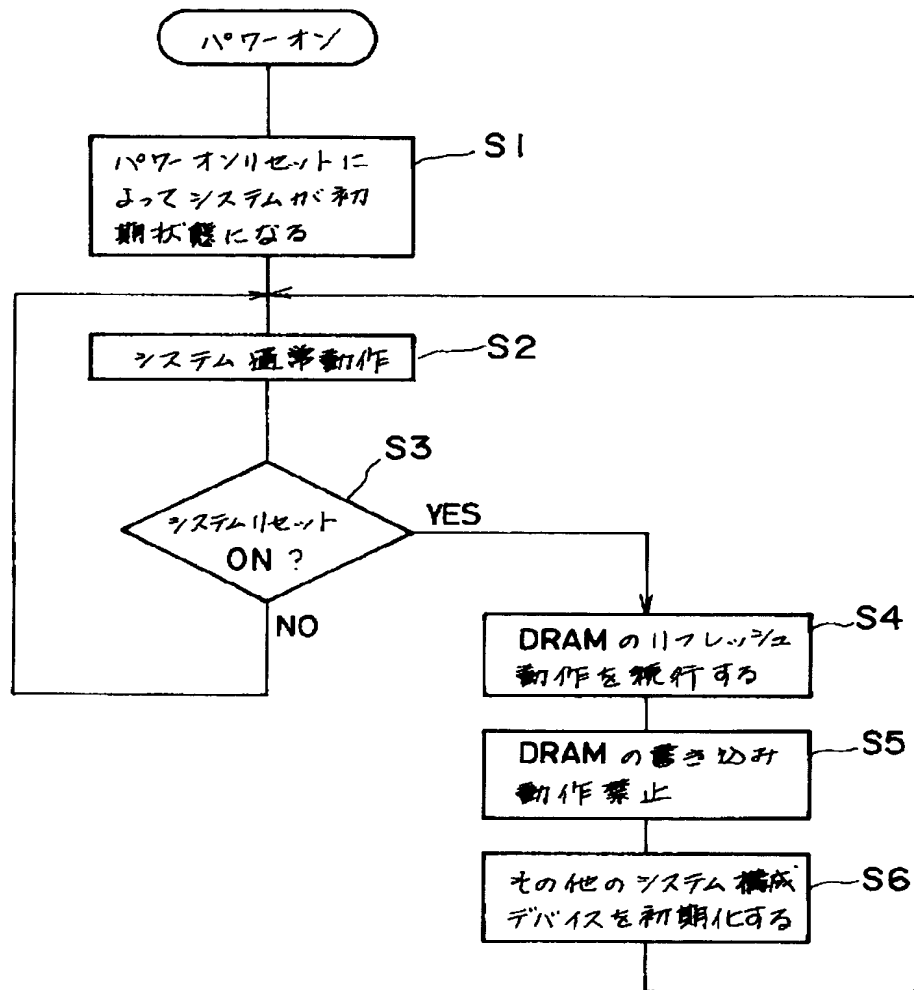 パワーオン
S1
パワーオンリセットに
よってシステムが初
期状態になる
システム通常動作
S2
S3
システムリセット
ON?
YES
NO
S4
DRAMのリフレッシュ
動作を続行する
S5
DRAMの書き込み
動作禁止
S6
その他のシステム構成
デバイスを初期化する